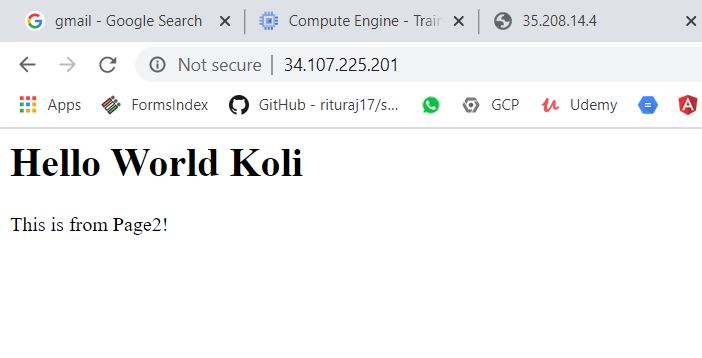 gmail - Google Search Compute Engine - Train 35.208.14.4
Not secure | 34.107.225.201
Apps FormsIndex GitHub - rituraj17/s... GCP Udemy
Hello World Koli
This is from Page2!